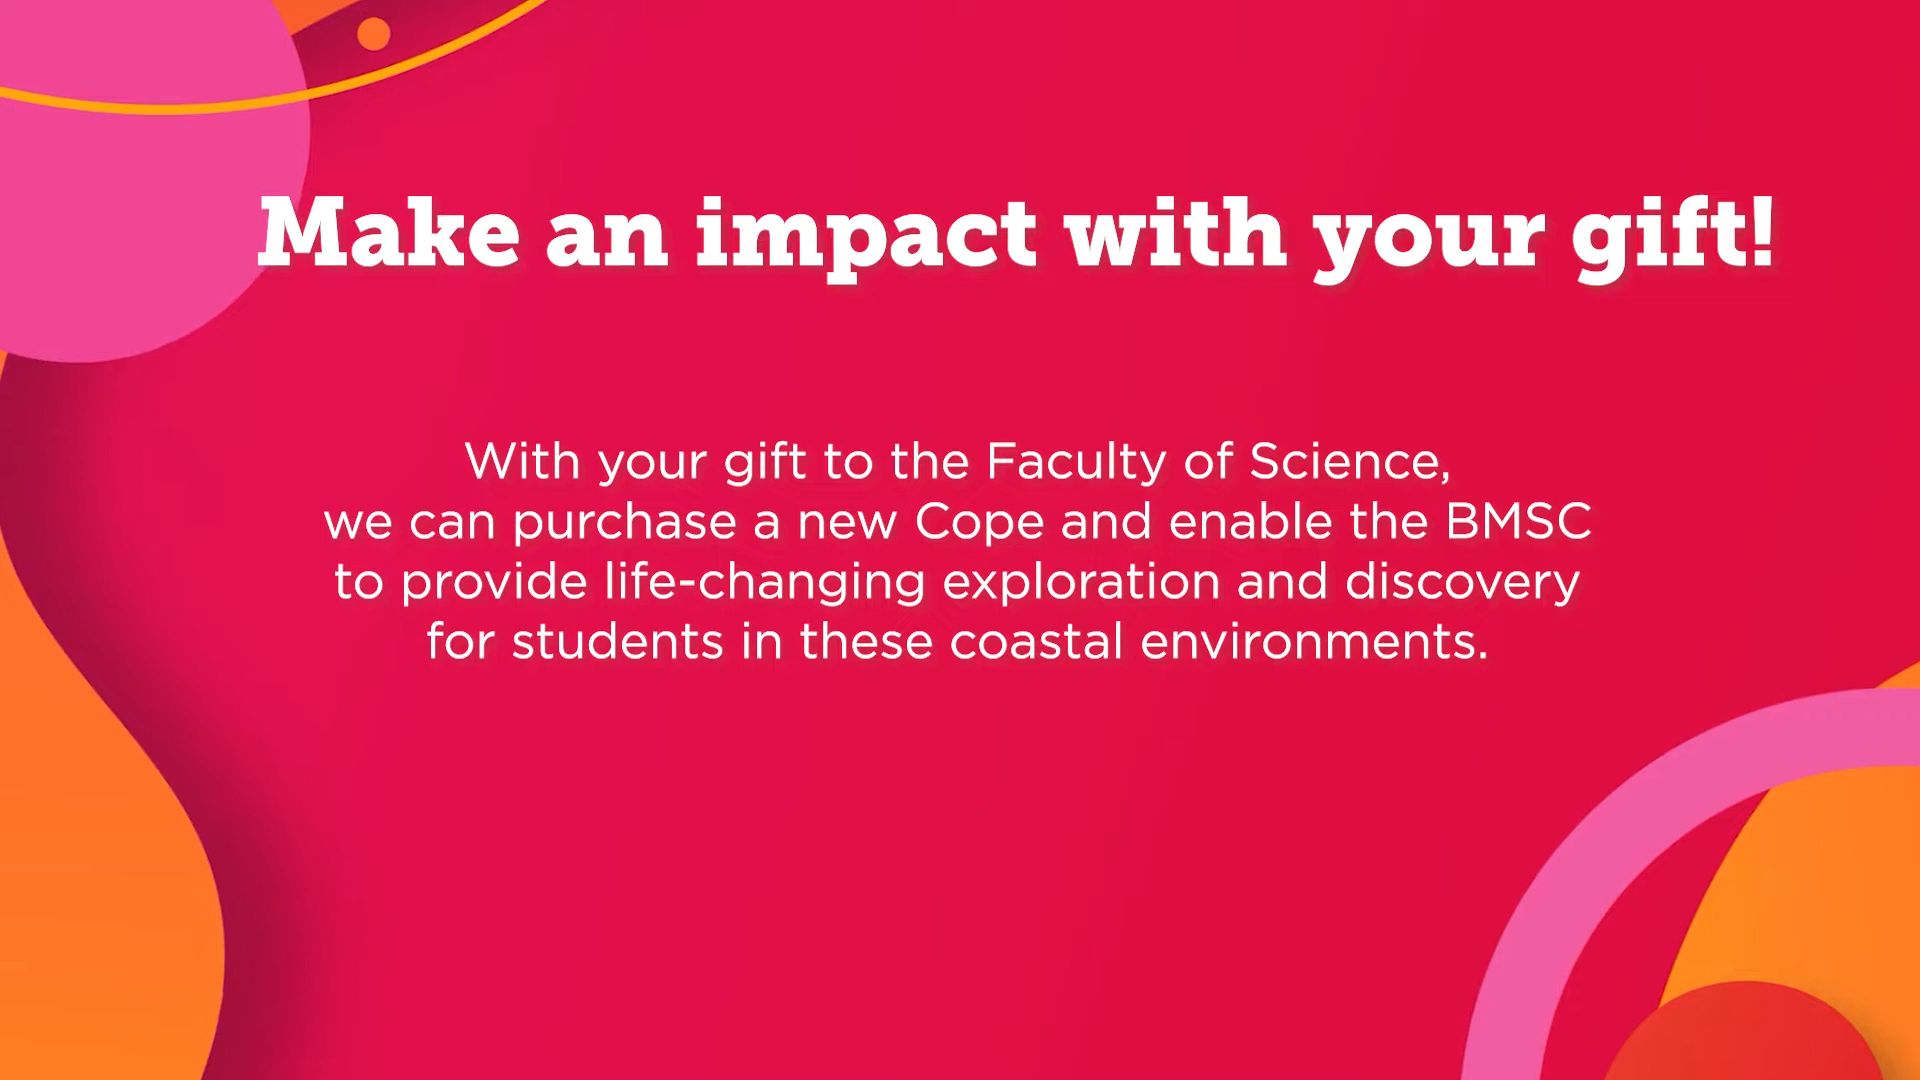 Make an impact with your gift!
With your gift to the Faculty of Science,
we can purchase a new Cope and enable the BMSC
to provide life-changing exploration and discovery
for students in these coastal environments.